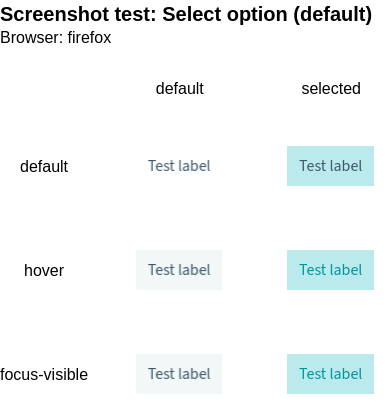 Screenshot test: Select option (default)
Browser: firefox
default selected
default Test label Test label
hover Test label Test label
focus-visible Test label Test label